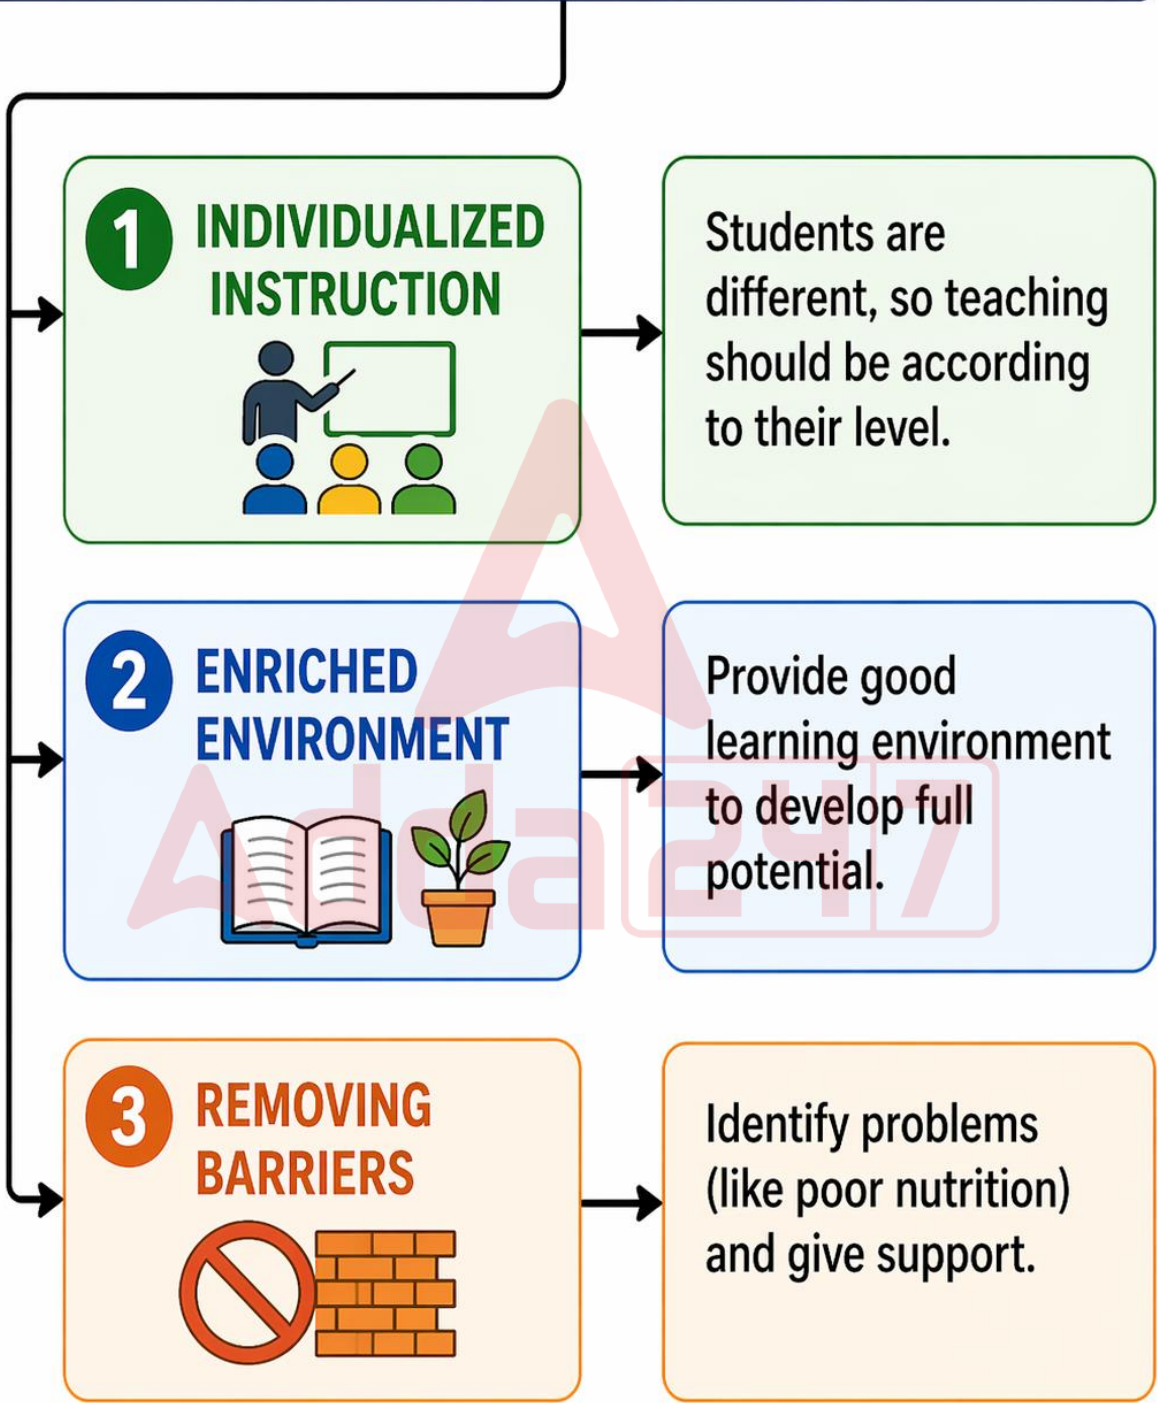 1
INDIVIDUALIZED
INSTRUCTION
Students are
different, so teaching
should be according
to their level.
2
ENRICHED
ENVIRONMENT
Provide good
learning environment
to develop full
potential.
3
REMOVING
BARRIERS
Identify problems
(like poor nutrition)
and give support.
Adda247